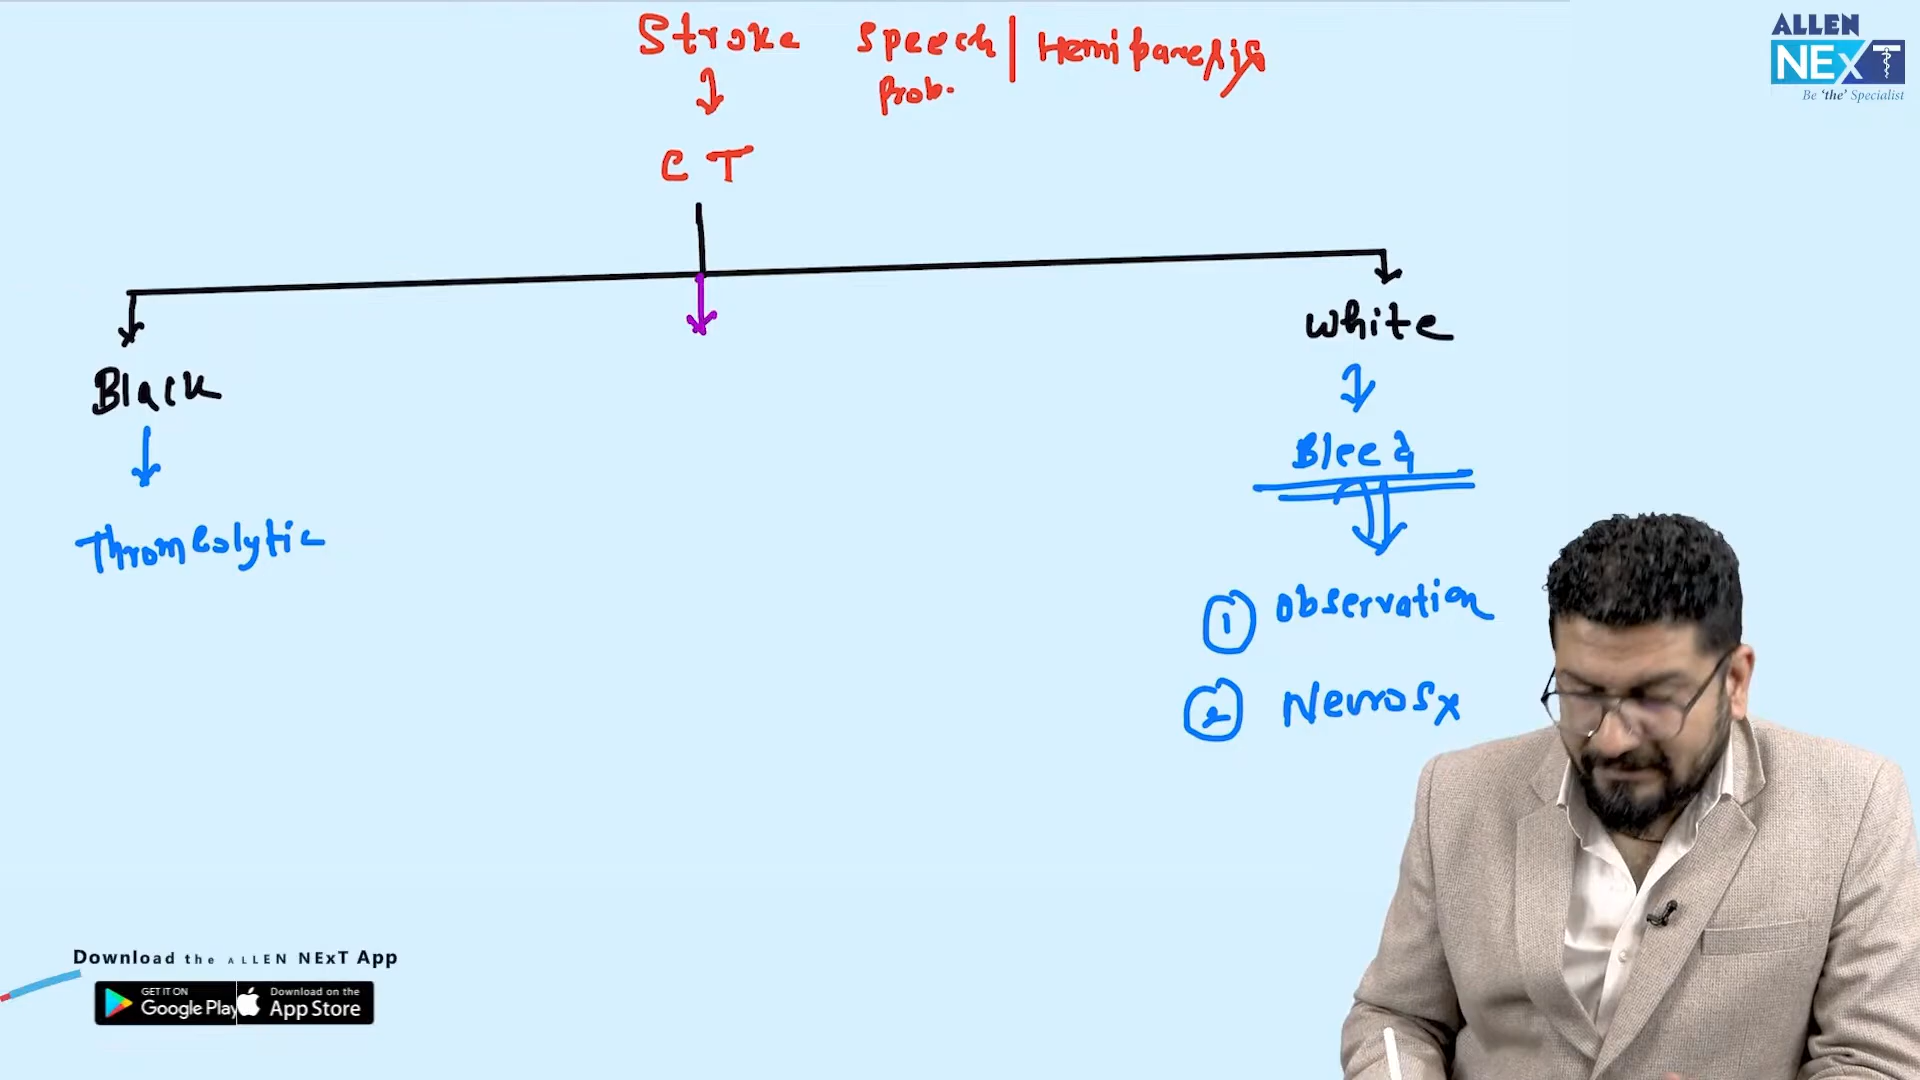 Stroke Speech | Hemiparesis
Prob.
CT
Black
White
Thrombolytic
Bleed
1 Observation
2 NeuroSx
ALLEN
NExT
Be 'the' Specialist
Download the ALLEN NExT App
GET IT ON
Google Play
Download on the
App Store